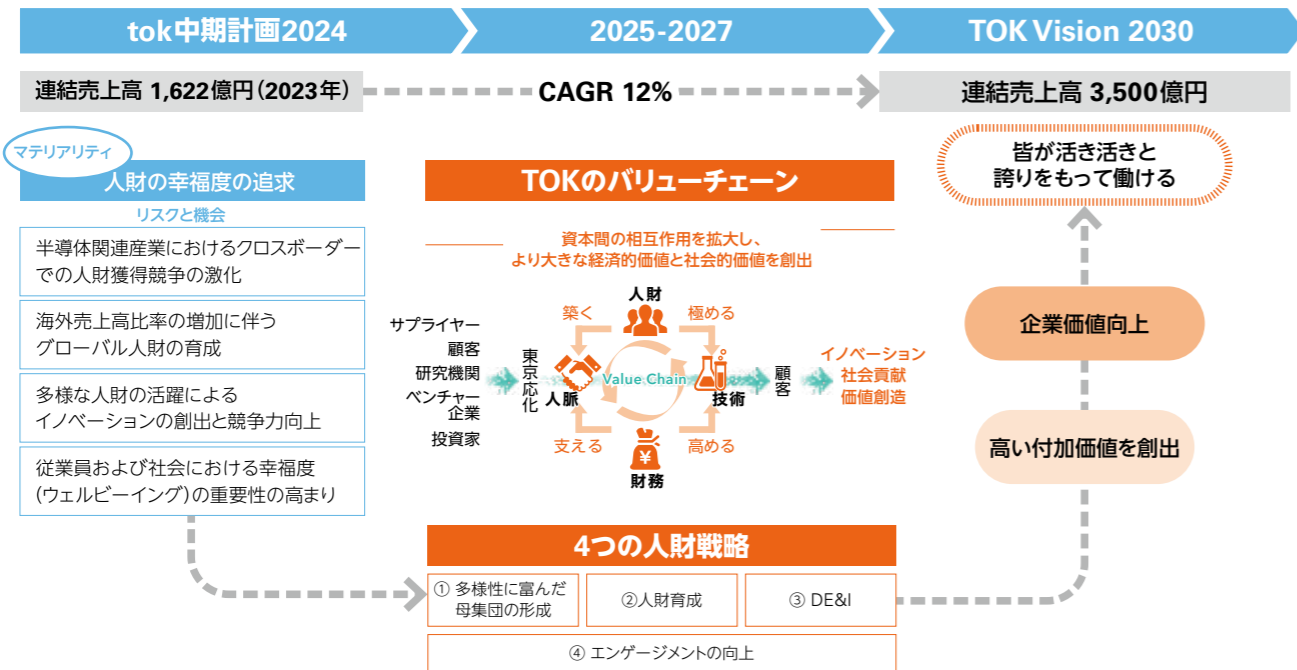 tok中期計画2024
2025-2027
TOK Vision 2030
連結売上高 1,622億円(2023年)
CAGR 12%
連結売上高 3,500億円
マテリアリティ
人財の幸福度の追求
リスクと機会
半導体関連産業におけるクロスボーダー
での人財獲得競争の激化
海外売上高比率の増加に伴う
グローバル人財の育成
多様な人財の活躍による
イノベーションの創出と競争力向上
従業員および社会における幸福度
(ウェルビーイング)の重要性の高まり
TOKのバリューチェーン
資本間の相互作用を拡大し、
より大きな経済的価値と社会的価値を創出
サプライヤー
顧客
研究機関
ベンチャー
企業
投資家
東京応化
人財
築く
極める
人脈
Value Chain
技術
支える
高める
¥
財務
顧客
イノベーション
社会貢献
価値創造
4つの人財戦略
① 多様性に富んだ
母集団の形成
②人財育成
③ DE&I
④ エンゲージメントの向上
皆が活き活きと
誇りをもって働ける
企業価値向上
高い付加価値を創出